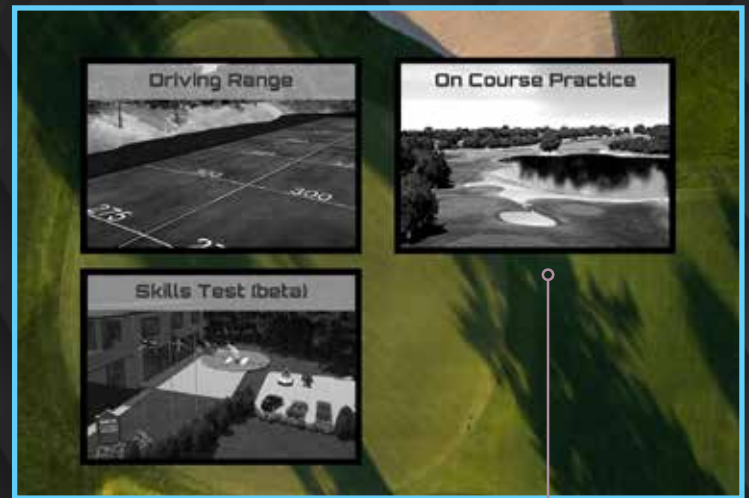 Driving Range
On Course Practice
300
275
Skills Test (beta)